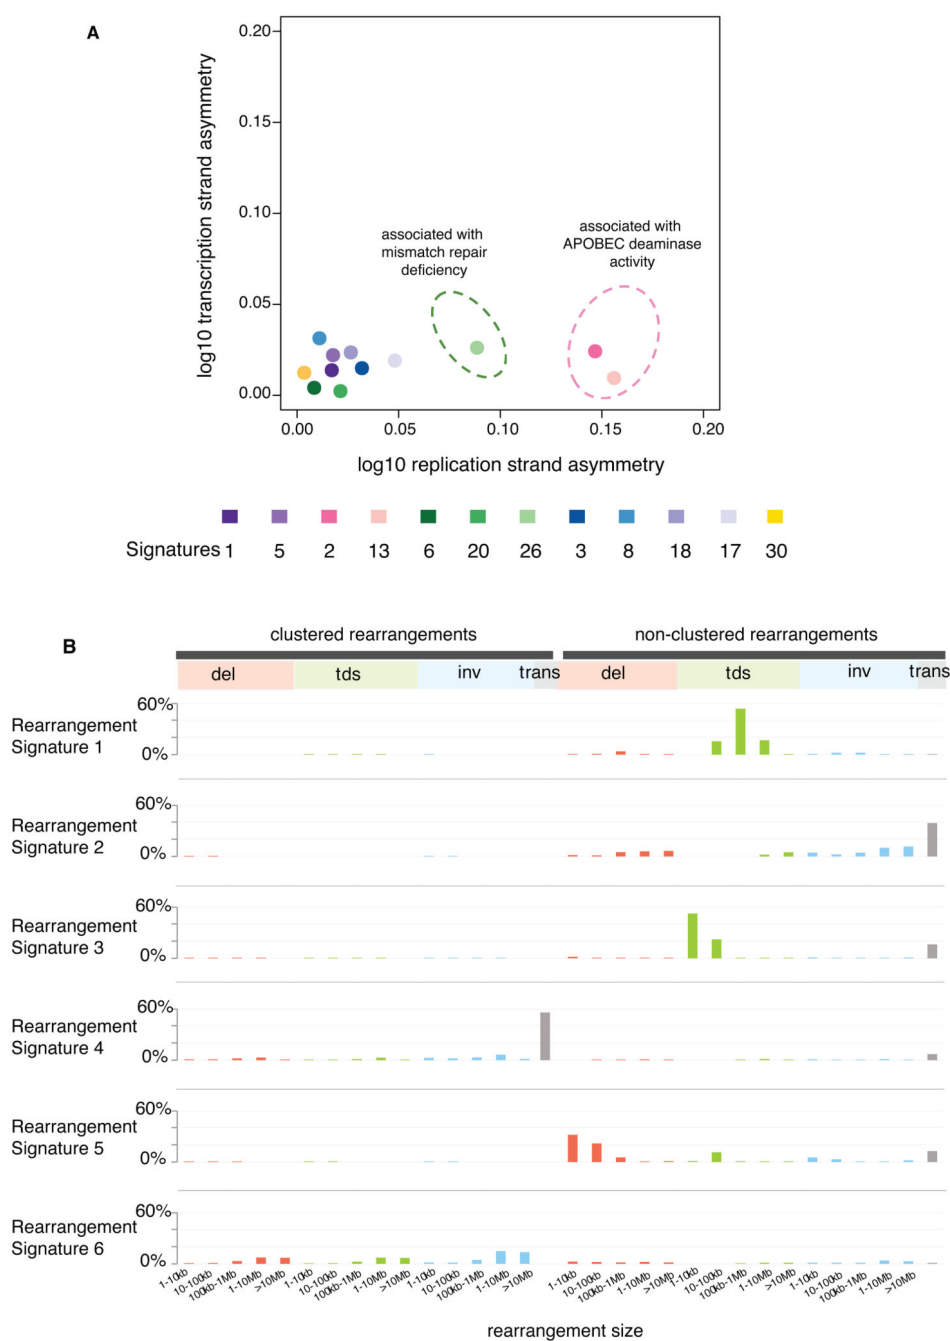 A
log10 transcription strand asymmetry
0.20
0.15
0.10
0.05
0.00
associated with
mismatch repair
deficiency
associated with
APOBEC deaminase
activity
0.00 0.05 0.10 0.15 0.20
log10 replication strand asymmetry
Signatures 1 5 2 13 6 20 26 3 8 18 17 30
B
clustered rearrangements non-clustered rearrangements
del tds inv trans del tds inv trans
Rearrangement
Signature 1
60%
0%
Rearrangement
Signature 2
60%
0%
Rearrangement
Signature 3
60%
0%
Rearrangement
Signature 4
60%
0%
Rearrangement
Signature 5
60%
0%
Rearrangement
Signature 6
60%
0%
1-10kb 10-100kb 100kb-1Mb 1-10Mb >10Mb 1-10kb 10-100kb 100kb-1Mb 1-10Mb >10Mb 1-10kb 10-100kb 100kb-1Mb 1-10Mb >10Mb 1-10kb 10-100kb 100kb-1Mb 1-10Mb >10Mb 1-10kb 10-100kb 100kb-1Mb 1-10Mb >10Mb 1-10kb 10-100kb 100kb-1Mb 1-10Mb >10Mb
rearrangement size